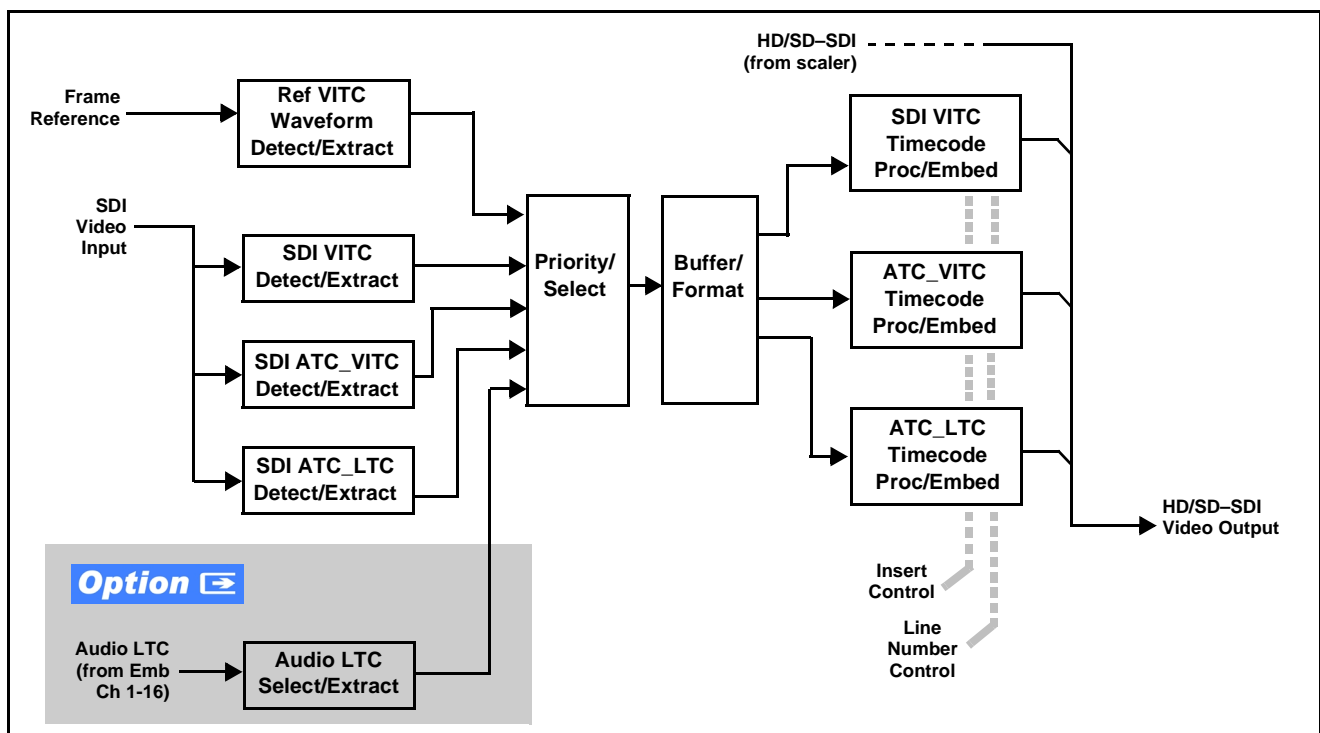 HD/SD–SDI
(from scaler)
Frame
Reference
Ref VITC
Waveform
Detect/Extract
SDI VITC
Timecode
Proc/Embed
SDI
Video
Input
SDI VITC
Detect/Extract
Priority/
Select
Buffer/
Format
ATC_VITC
Timecode
Proc/Embed
SDI ATC_VITC
Detect/Extract
SDI ATC_LTC
Detect/Extract
ATC_LTC
Timecode
Proc/Embed
HD/SD–SDI
Video Output
Option
Insert
Control
Line
Number
Control
Audio LTC
(from Emb
Ch 1-16)
Audio LTC
Select/Extract